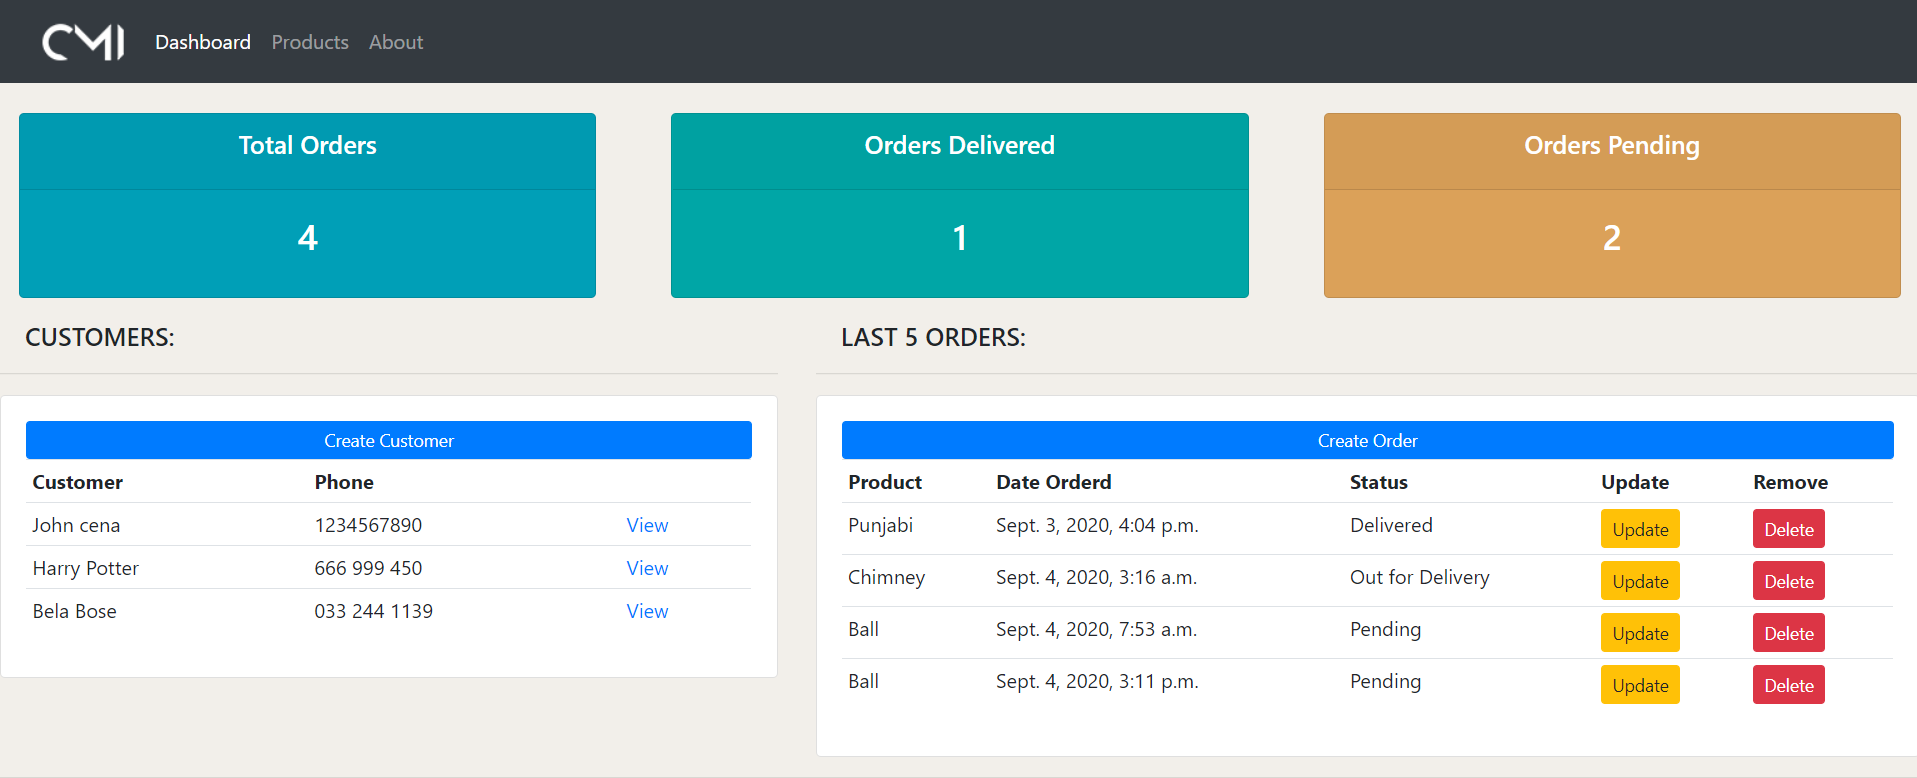 CMI Dashboard Products About
Total Orders
4
Orders Delivered
1
Orders Pending
2
CUSTOMERS:
Create Customer
Customer Phone
John cena 1234567890 View
Harry Potter 666 999 450 View
Bela Bose 033 244 1139 View
LAST 5 ORDERS:
Create Order
Product Date Orderd Status Update Remove
Punjabi Sept. 3, 2020, 4:04 p.m. Delivered Update Delete
Chimney Sept. 4, 2020, 3:16 a.m. Out for Delivery Update Delete
Ball Sept. 4, 2020, 7:53 a.m. Pending Update Delete
Ball Sept. 4, 2020, 3:11 p.m. Pending Update Delete